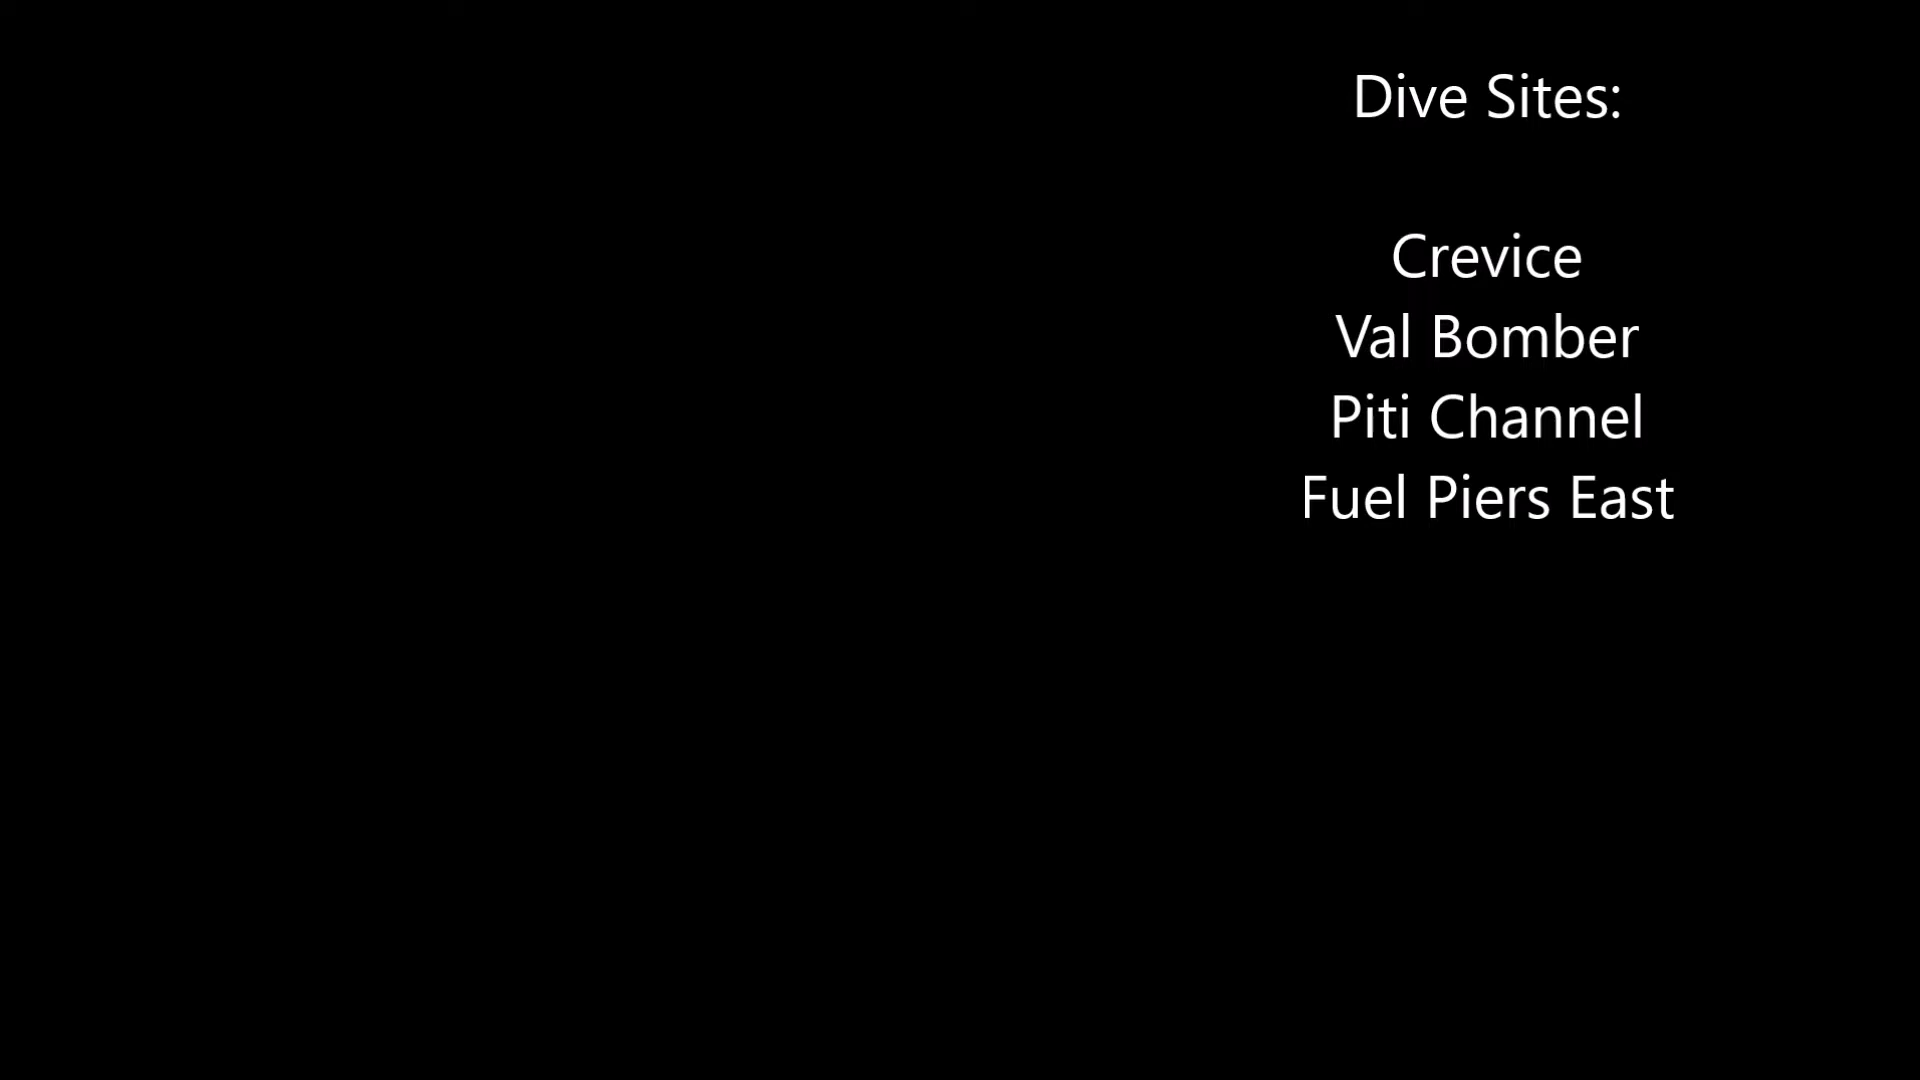 Dive Sites:
Crevice
Val Bomber
Piti Channel
Fuel Piers East